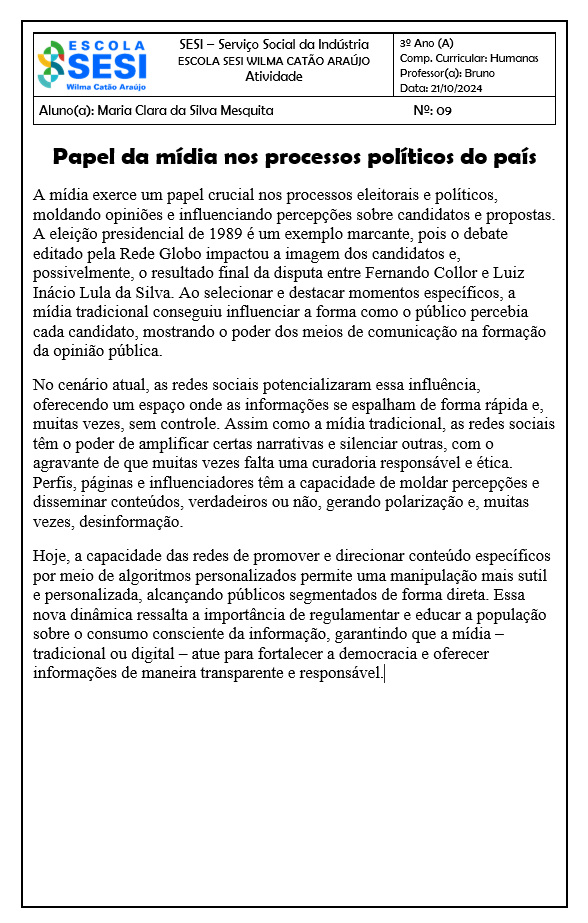 ESCOLA
SESI
Wilma Catão Araújo
SESI – Serviço Social da Indústria
ESCOLA SESI WILMA CATÃO ARAÚJO
Atividade
3º Ano (A)
Comp. Curricular: Humanas
Professor(a): Bruno
Data: 21/10/2024
Aluno(a): Maria Clara da Silva Mesquita Nº: 09
Papel da mídia nos processos políticos do país
A mídia exerce um papel crucial nos processos eleitorais e políticos,
moldando opiniões e influenciando percepções sobre candidatos e propostas.
A eleição presidencial de 1989 é um exemplo marcante, pois o debate
editado pela Rede Globo impactou a imagem dos candidatos e,
possivelmente, o resultado final da disputa entre Fernando Collor e Luiz
Inácio Lula da Silva. Ao selecionar e destacar momentos específicos, a
mídia tradicional conseguiu influenciar a forma como o público percebia
cada candidato, mostrando o poder dos meios de comunicação na formação
da opinião pública.
No cenário atual, as redes sociais potencializaram essa influência,
oferecendo um espaço onde as informações se espalham de forma rápida e,
muitas vezes, sem controle. Assim como a mídia tradicional, as redes sociais
têm o poder de amplificar certas narrativas e silenciar outras, com o
agravante de que muitas vezes falta uma curadoria responsável e ética.
Perfis, páginas e influenciadores têm a capacidade de moldar percepções e
disseminar conteúdos, verdadeiros ou não, gerando polarização e, muitas
vezes, desinformação.
Hoje, a capacidade das redes de promover e direcionar conteúdo específicos
por meio de algoritmos personalizados permite uma manipulação mais sutil
e personalizada, alcançando públicos segmentados de forma direta. Essa
nova dinâmica ressalta a importância de regulamentar e educar a população
sobre o consumo consciente da informação, garantindo que a mídia –
tradicional ou digital – atue para fortalecer a democracia e oferecer
informações de maneira transparente e responsável.